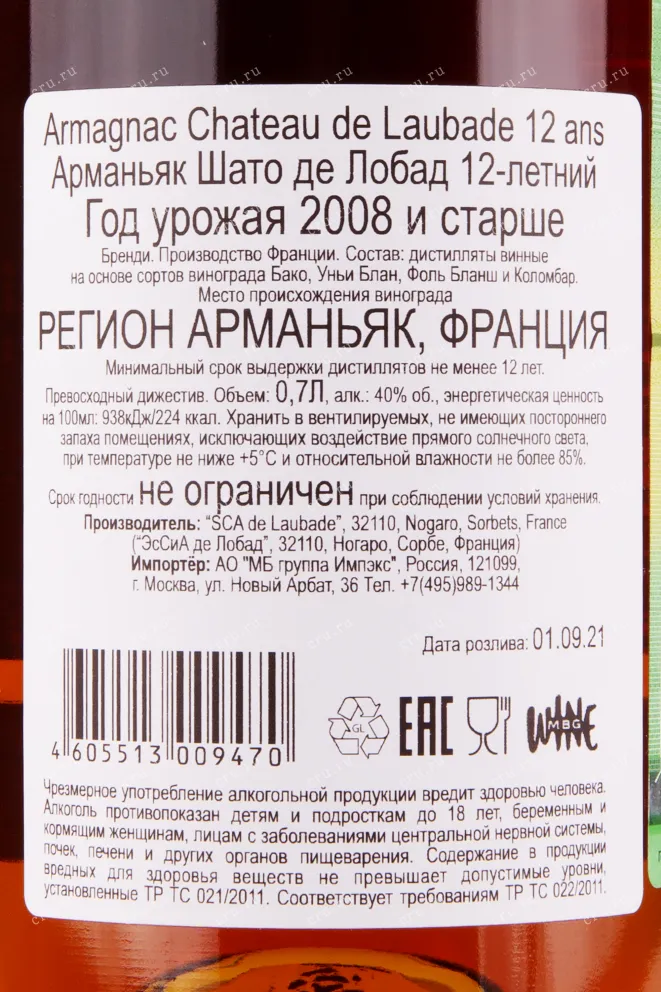 Armagnac Chateau de Laubade 12 ans
Арманьяк Шато де Лобад 12-летний
Год урожая 2008 и старше
Бренди. Производство Франции. Состав: дистилляты винные
на основе сортов винограда Бако, Уньи Блан, Фоль Бланш и Коломбар.
Место происхождения винограда
РЕГИОН АРМАНЬЯК, ФРАНЦИЯ
Минимальный срок выдержки дистиллятов не менее 12 лет.
Превосходный дижестив. Объем: 0,7Л, алк.: 40% об., энергетическая ценность
на 100мл: 938кДж/224 ккал. Хранить в вентилируемых, не имеющих постороннего
запаха помещениях, исключающих воздействие прямого солнечного света,
при температуре не ниже +5°С и относительной влажности не более 85%.
Срок годности не ограничен при соблюдении условий хранения.
Производитель: “SCA de Laubade”, 32110, Nogaro, Sorbets, France
(“ЭсСиА де Лобад”, 32110, Ногаро, Сорбе, Франция)
Импортёр: АО "МБ группа Импэкс", Россия, 121099,
г. Москва, ул. Новый Арбат, 36 Тел. +7(495)989-1344
Дата розлива: 01.09.21
4 605513 009470
GL
EAC
WINE
MBG
Чрезмерное употребление алкогольной продукции вредит здоровью человека.
Алкоголь противопоказан детям и подросткам до 18 лет, беременным и
кормящим женщинам, лицам с заболеваниями центральной нервной системы,
почек, печени и других органов пищеварения. Содержание в продукции
вредных для здоровья веществ не превышает допустимые уровни,
установленные ТР ТС 021/2011. Соответствует требованиям ТР ТС 022/2011.
cru.ru